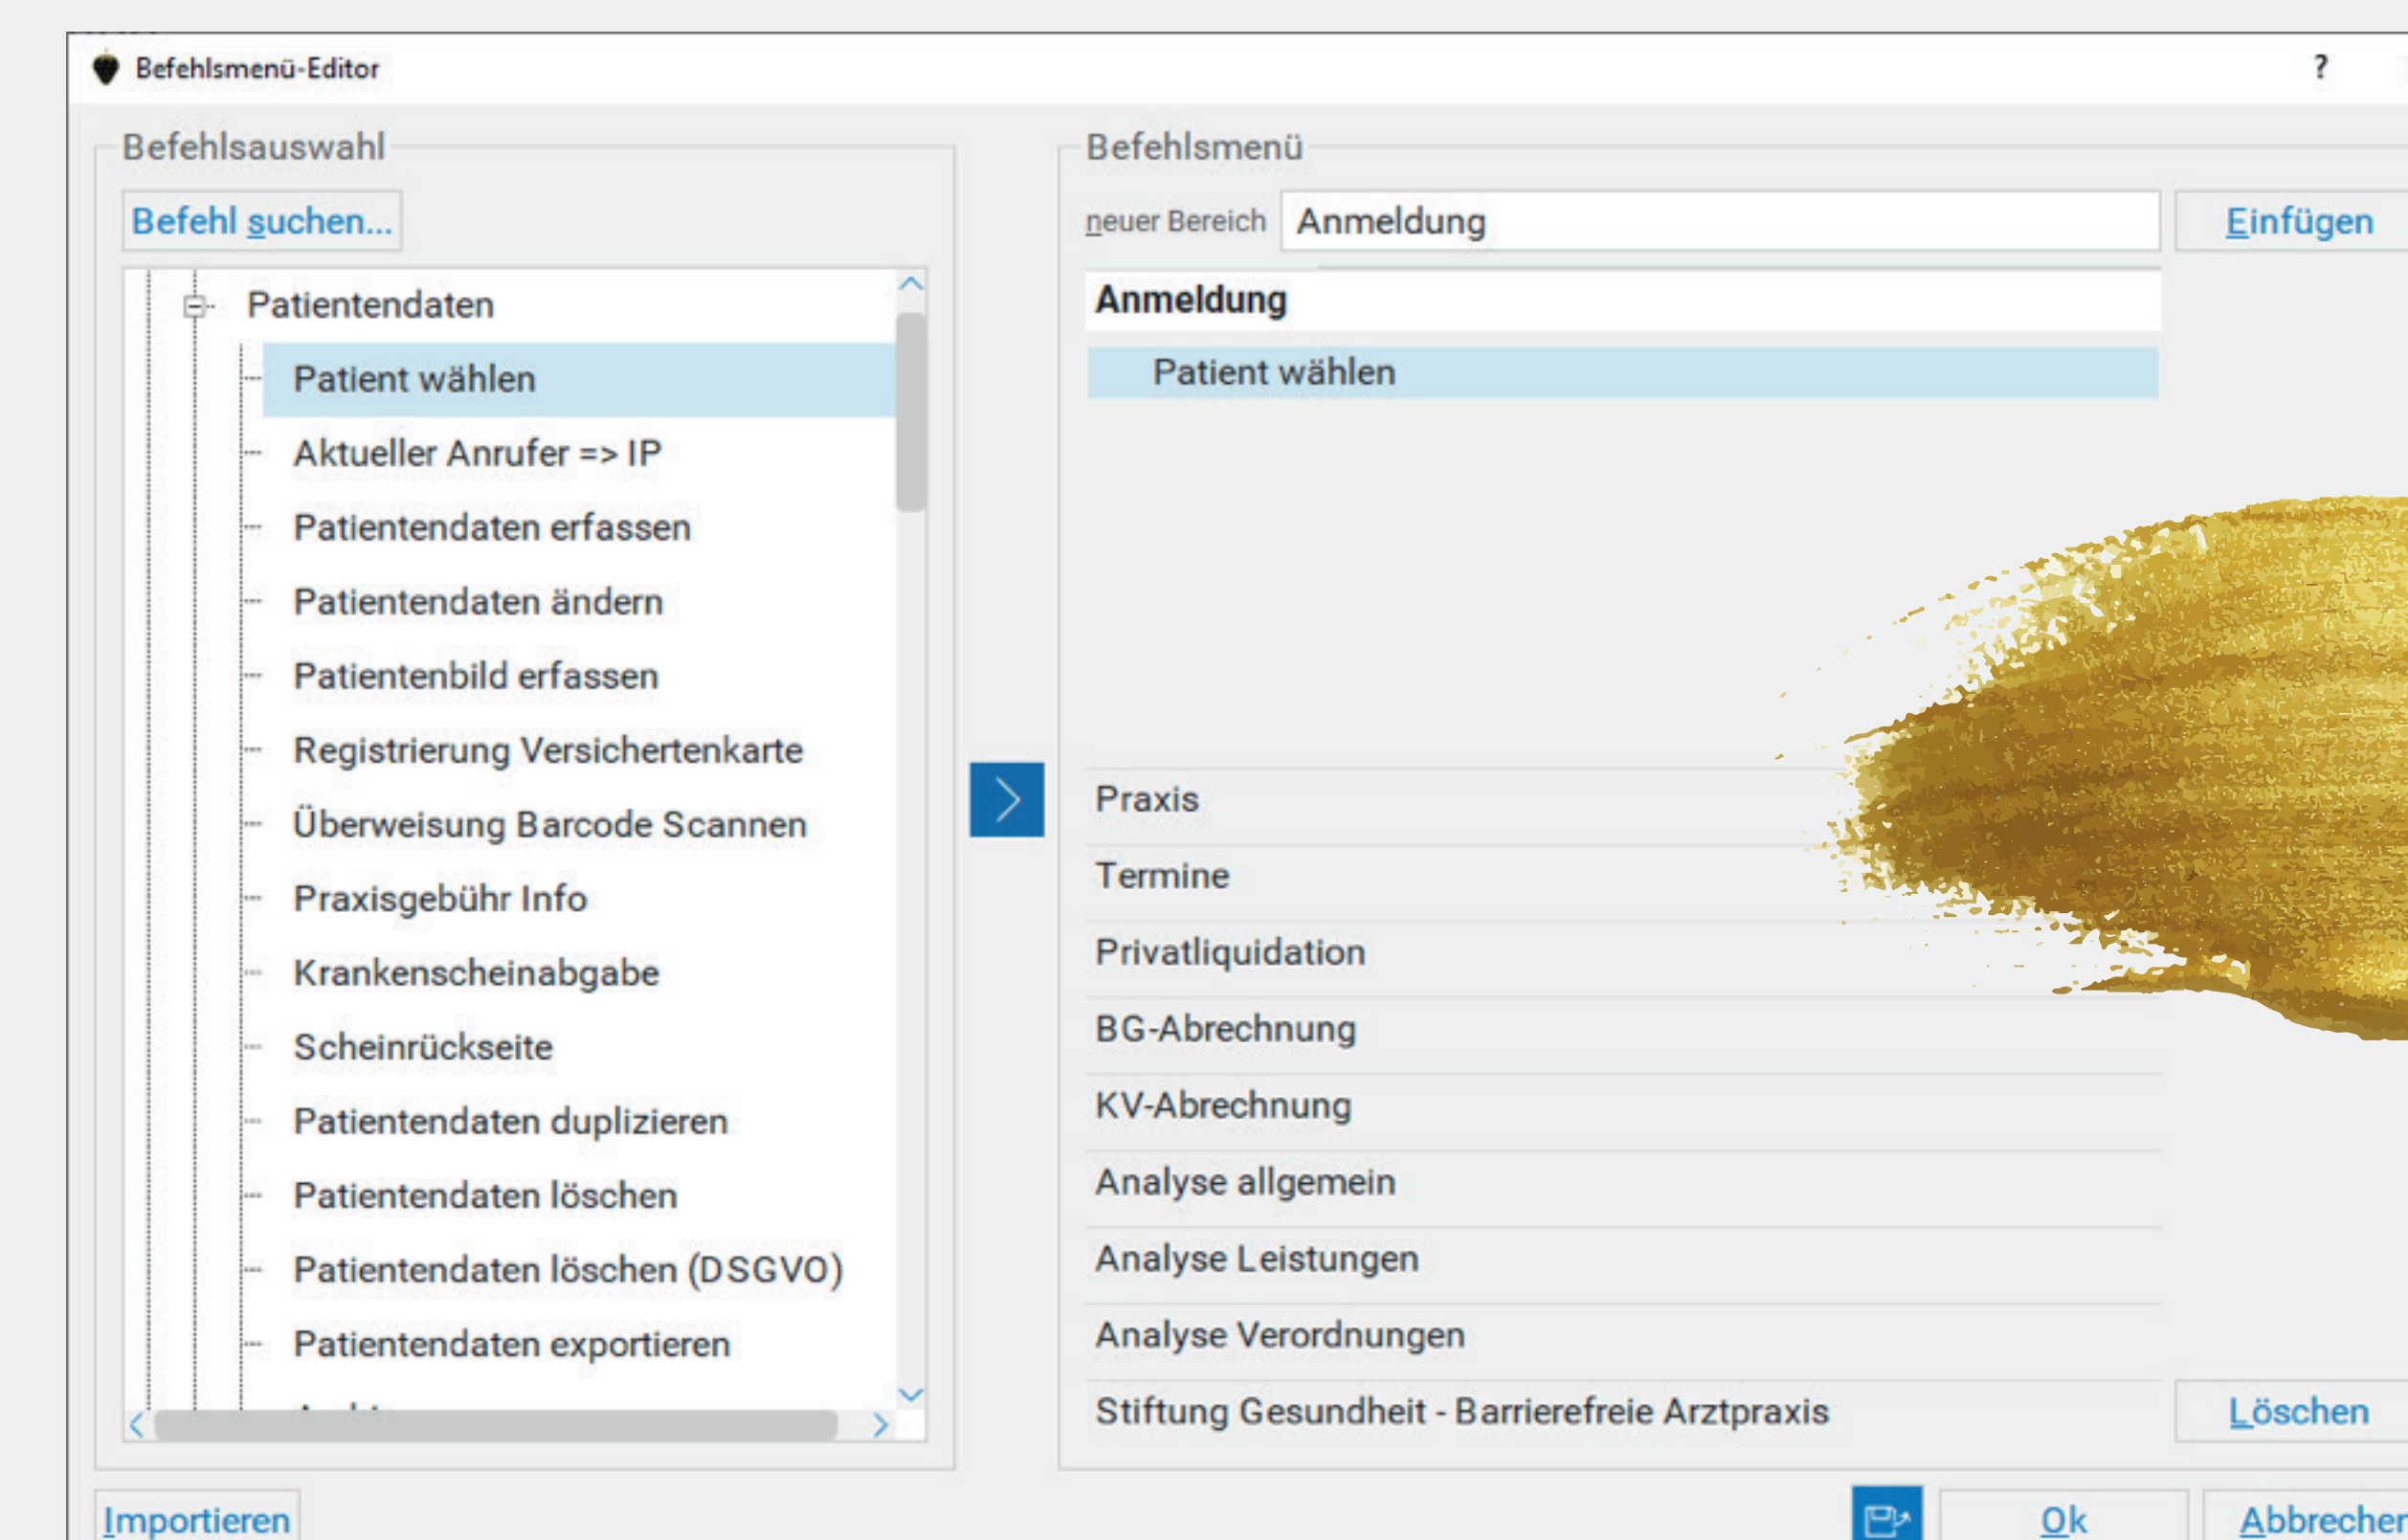 Befehlsmenü-Editor
?
Befehlsauswahl
Befehl suchen...
Patientendaten
Patient wählen
Aktueller Anrufer => IP
Patientendaten erfassen
Patientendaten ändern
Patientenbild erfassen
Registrierung Versichertenkarte
Überweisung Barcode Scannen
Praxisgebühr Info
Krankenscheinabgabe
Scheinrückseite
Patientendaten duplizieren
Patientendaten löschen
Patientendaten löschen (DSGVO)
Patientendaten exportieren
Importieren
Befehlsmenü
neuer Bereich Anmeldung Einfügen
Anmeldung
Patient wählen
Praxis
Termine
Privatliquidation
BG-Abrechnung
KV-Abrechnung
Analyse allgemein
Analyse Leistungen
Analyse Verordnungen
Stiftung Gesundheit - Barrierefreie Arztpraxis
Löschen
Ok